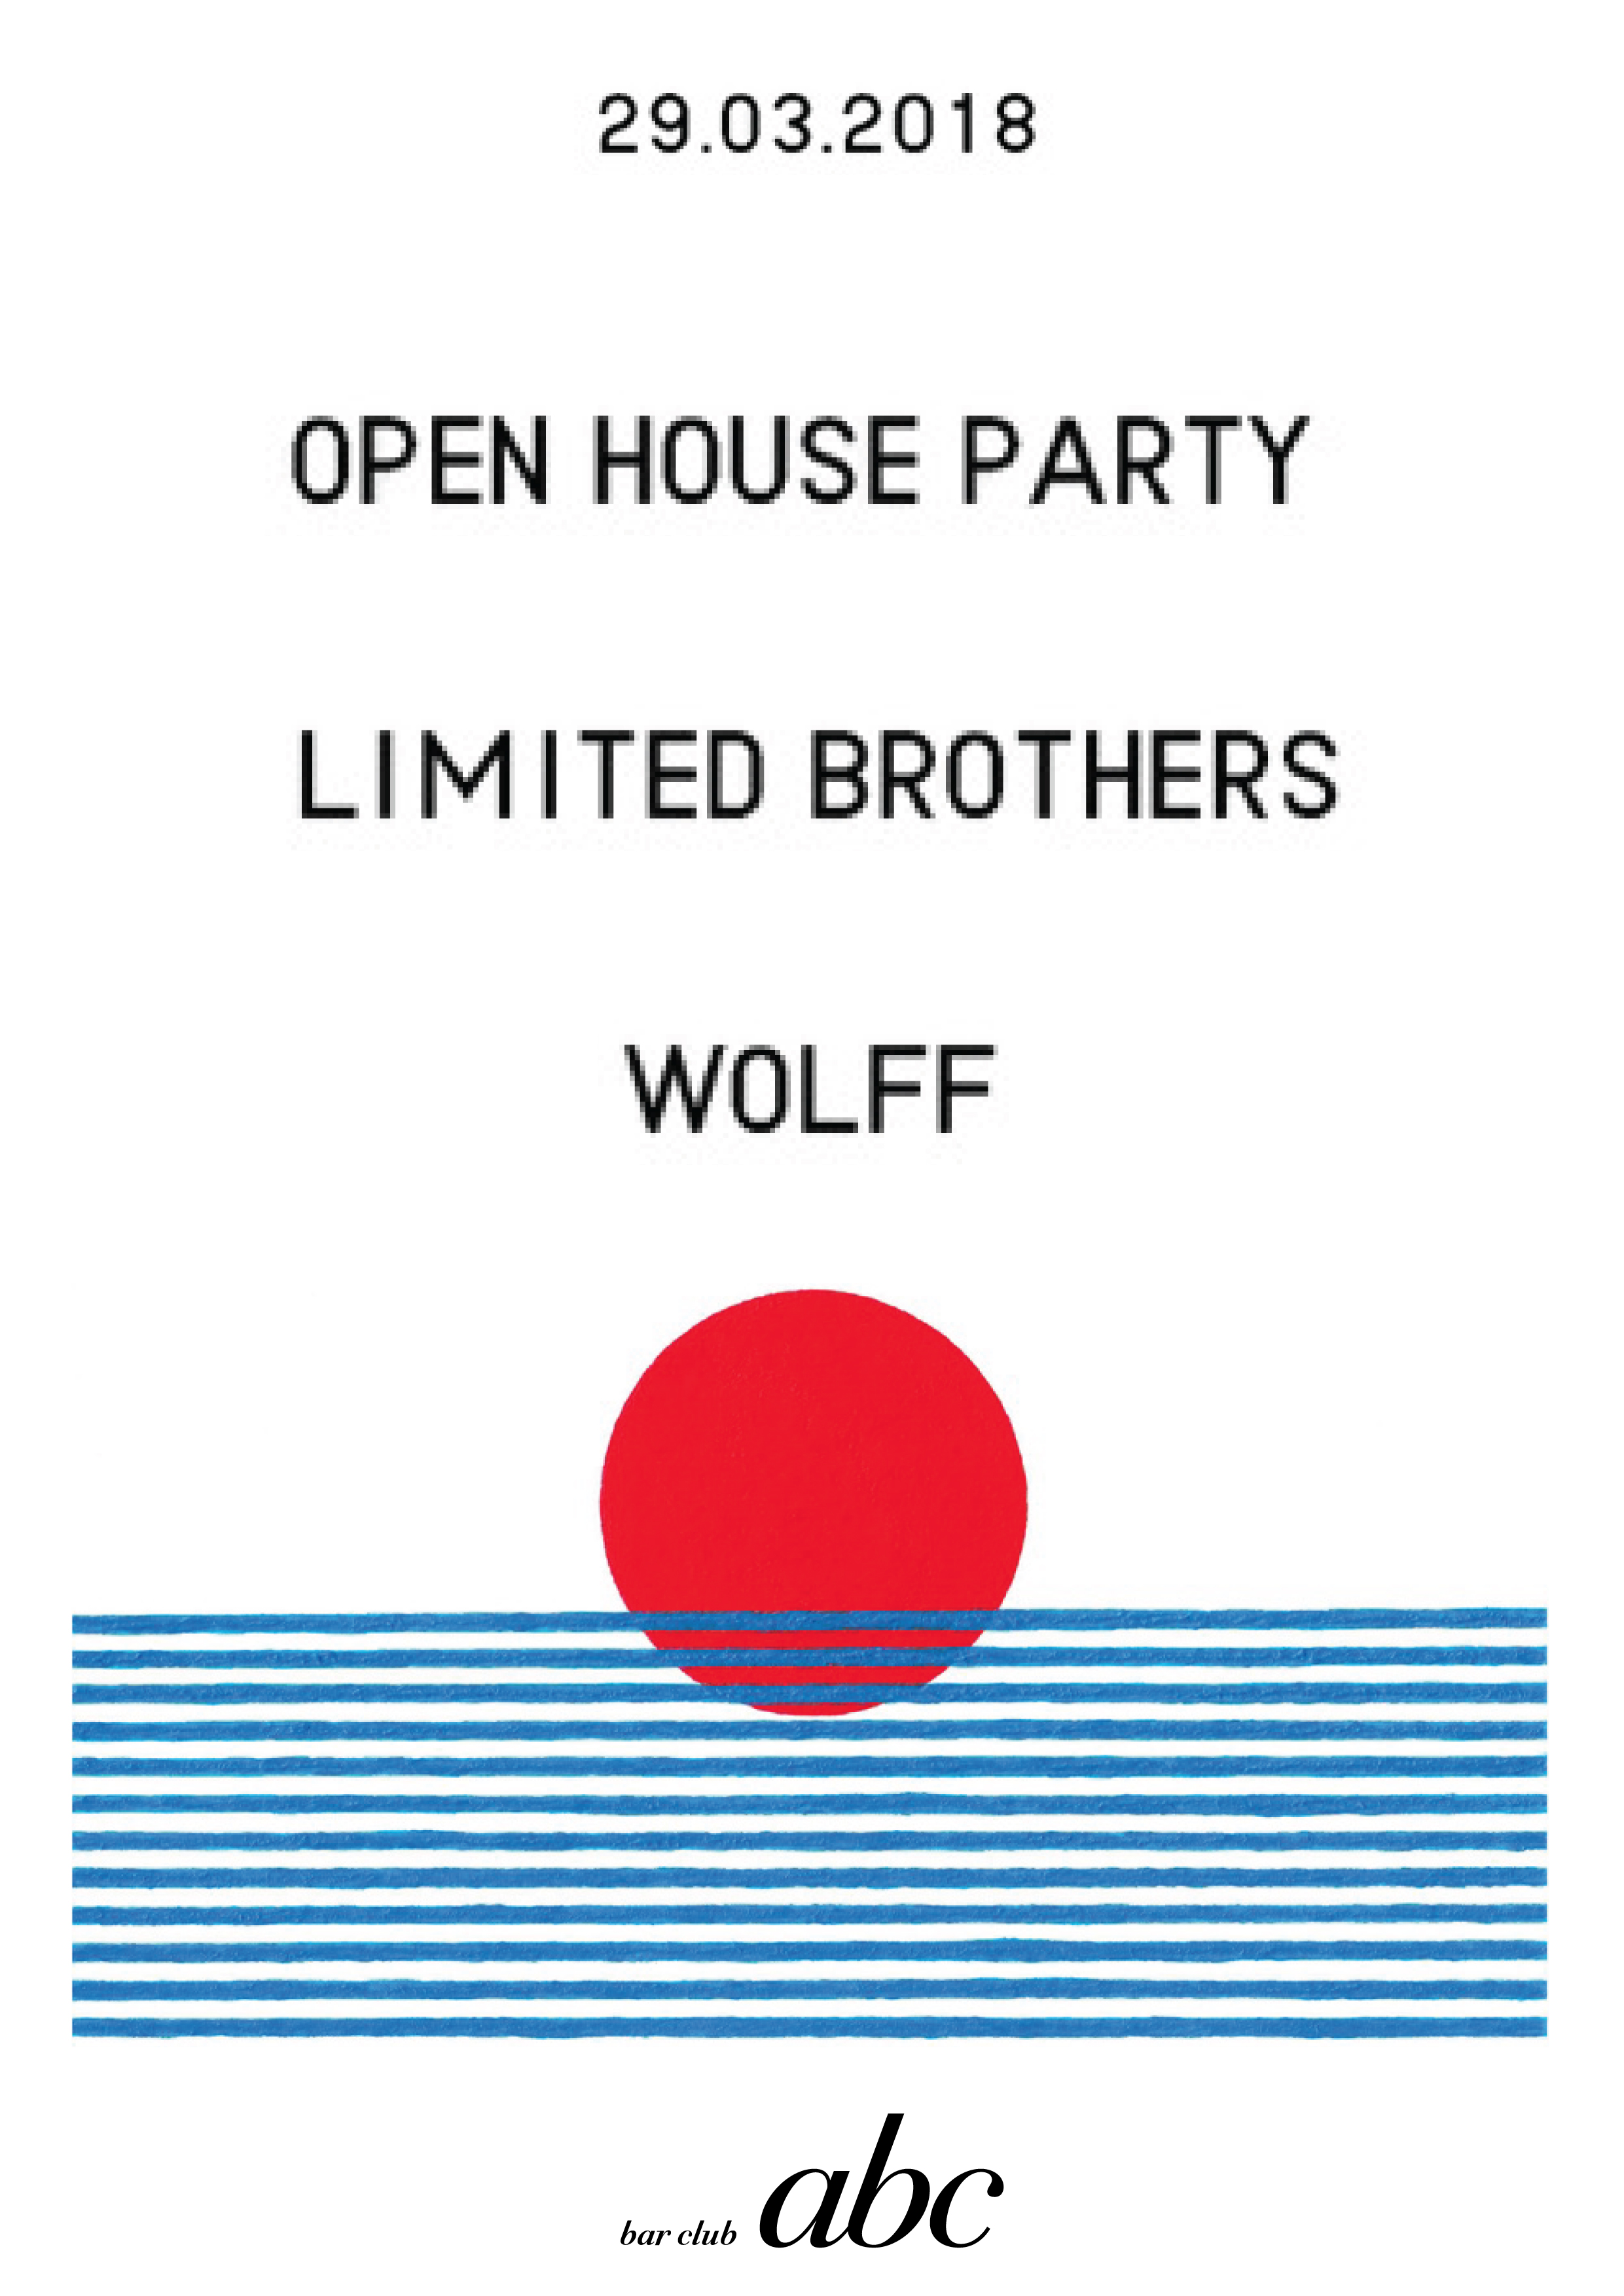 29.03.2018
OPEN HOUSE PARTY
LIMITED BROTHERS
WOLFF
bar club abc